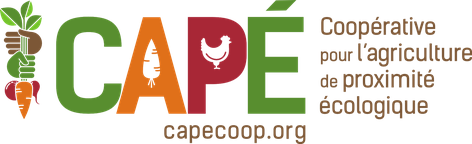 CAPÉ
Coopérative
pour l'agriculture
de proximité
écologique
capecoop.org